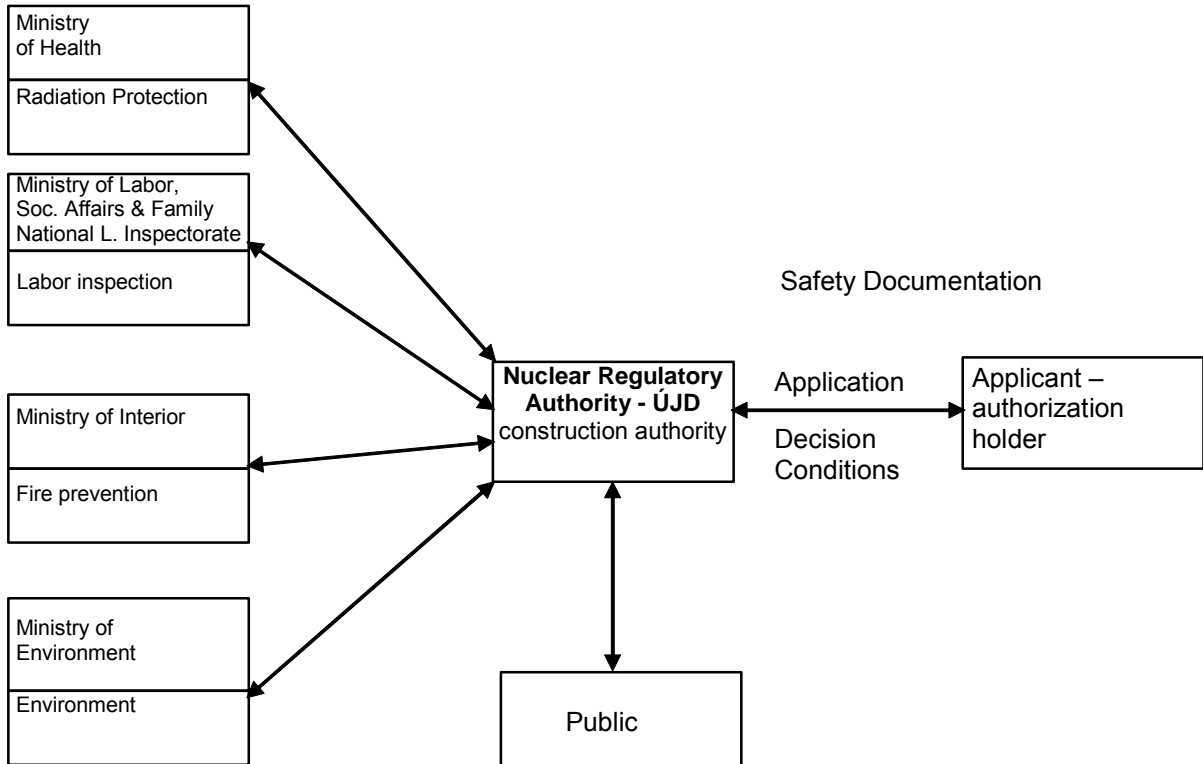 Ministry
of Health
Radiation Protection
Ministry of Labor,
Soc. Affairs & Family
National L. Inspectorate
Labor inspection
Ministry of Interior
Fire prevention
Ministry of
Environment
Environment
Nuclear Regulatory
Authority - ÚJD
construction authority
Public
Safety Documentation
Application
Decision
Conditions
Applicant –
authorization
holder